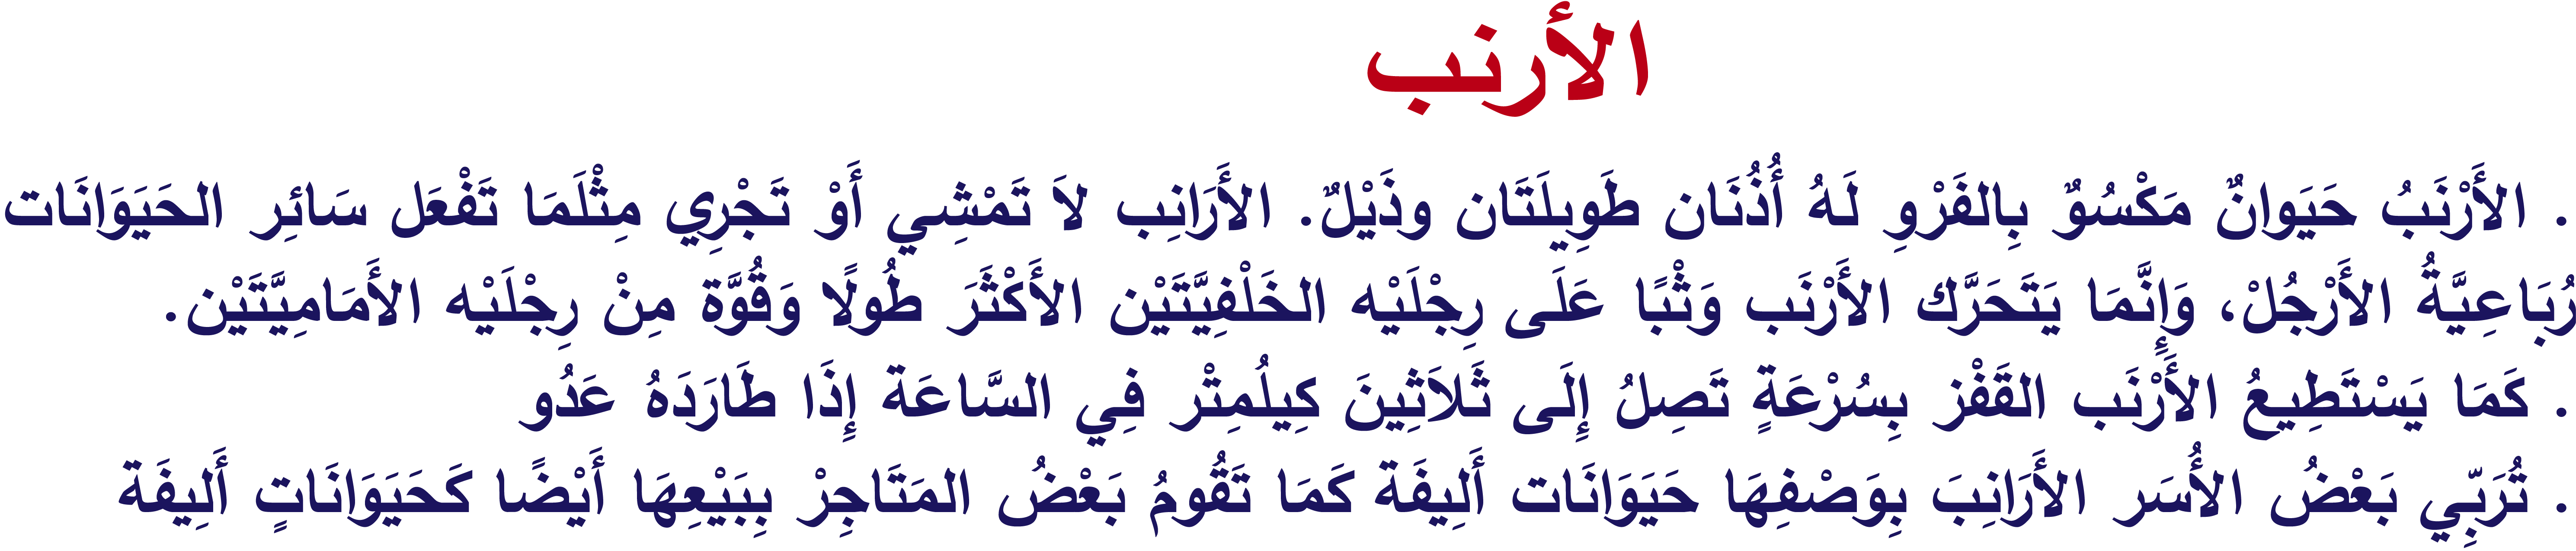 الأرنب
. الأَرْنَبُ حَيَوانٌ مَكْسُوٌ بِالفَرْوِ لَهُ أُذُنَان طَوِيلَتَان وذَيْلٌ. الأَرَانِب لاَ تَمْشِي أَوْ تَجْرِي مِثْلَمَا تَفْعَل سَائِر الحَيَوَانَات
رُبَاعِيَّةُ الأَرْجُلْ، وَإِنَّمَا يَتَحَرَّك الأَرْنَب وَثْبًا عَلَى رِجْلَيْه الخَلْفِيَّتَيْن الأَكْثَرَ طُولًا وَقُوَّة مِنْ رِجْلَيْه الأَمَامِيَّتَيْن.
. كَمَا يَسْتَطِيعُ الأَرْنَب القَفْز بِسُرْعَةٍ تَصِلُ إِلَى ثَلاَثِينَ كِيلُمِتْر فِي السَّاعَة إِذَا طَارَدَهُ عَدُو
. تُرَبِّي بَعْضُ الأُسَر الأَرَانِبَ بِوَصْفِهَا حَيَوَانَات أَلِيفَة كَمَا تَقُومُ بَعْضُ المَتَاجِرْ بِبَيْعِهَا أَيْضًا كَحَيَوَانَاتٍ أَلِيفَة